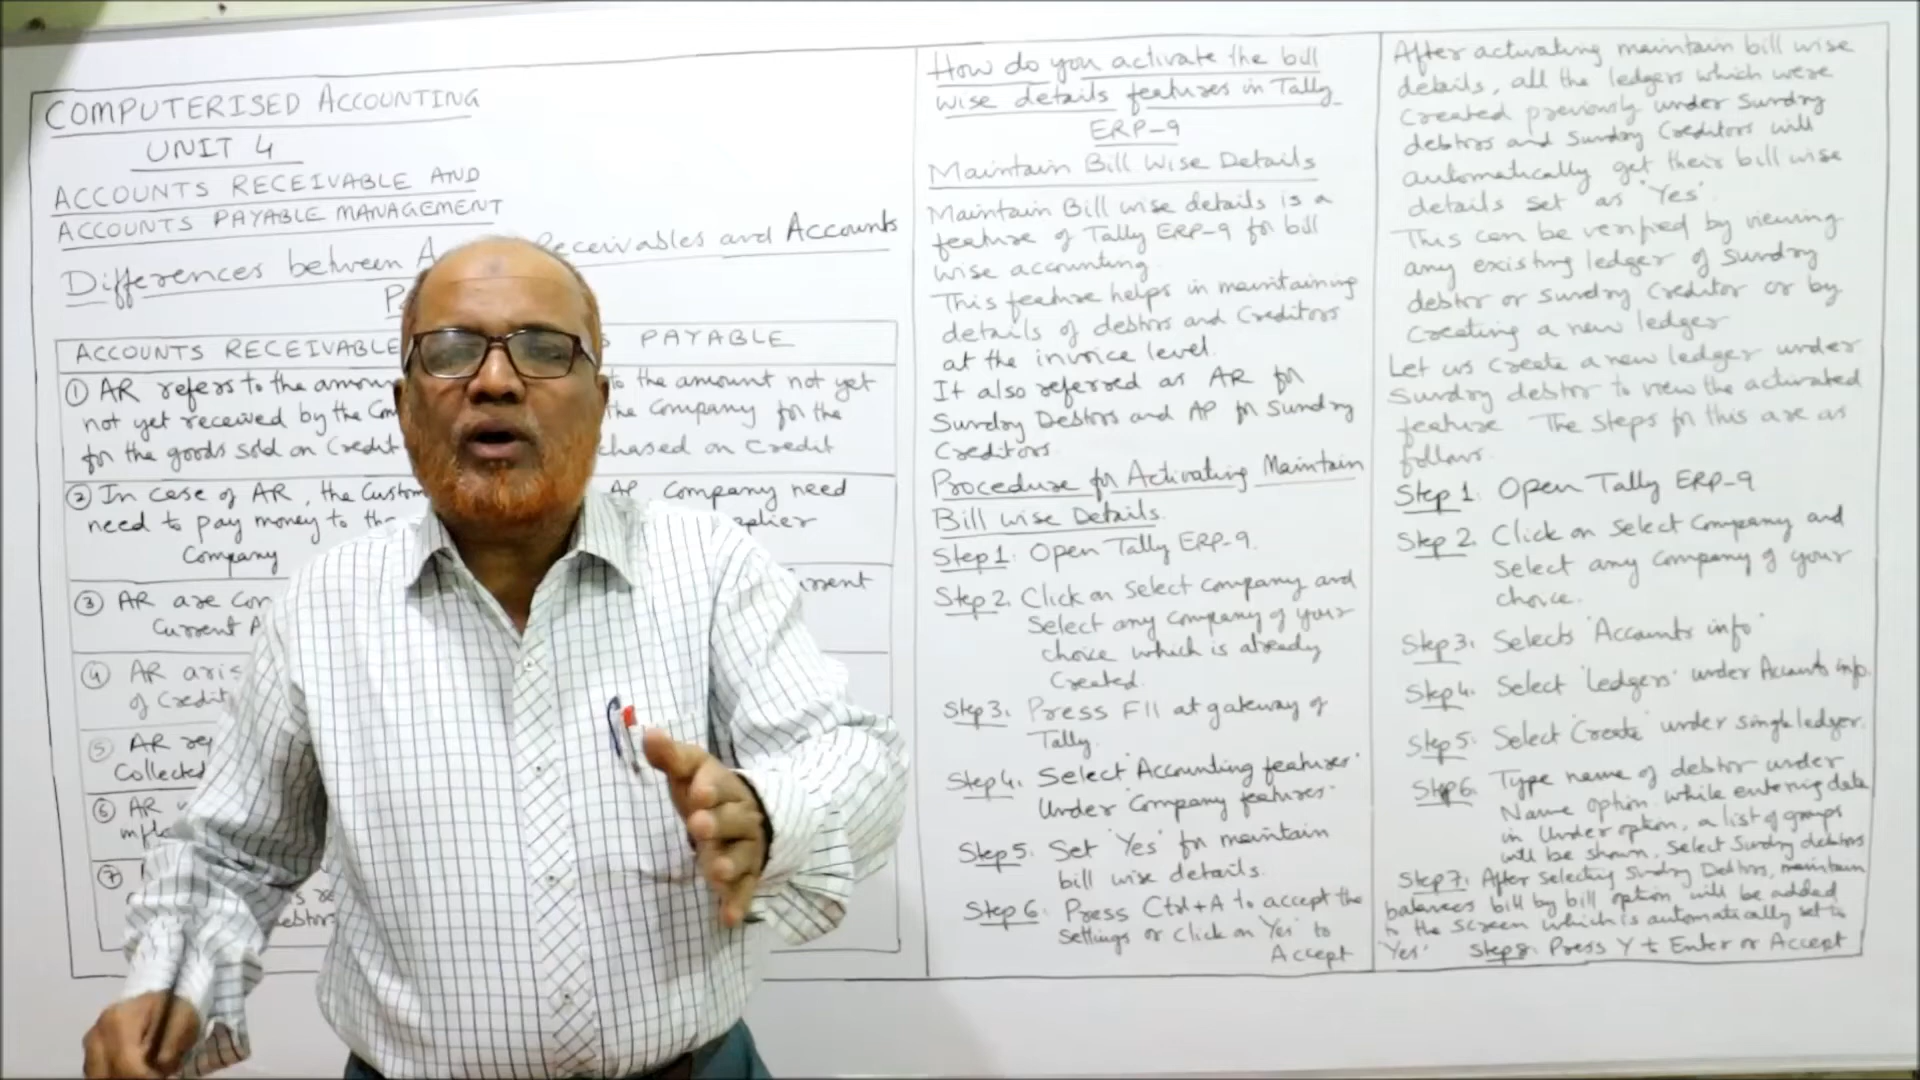 COMPUTERISED ACCOUNTING
UNIT 4
ACCOUNTS RECEIVABLE AND
ACCOUNTS PAYABLE MANAGEMENT
Differences between A eceivables and Accounts
P
ACCOUNTS RECEIVABLE S PAYABLE
① AR refers to the amoun
not yet received by the Com
for the goods sold on Credit
to the amount not yet
the Company for the
chased on Credit
② In case of AR, the Custom
need to pay money to the
Company
AP, Company need
pplier
③ AR are con
Current A
rrent
④ AR aris
of Credit
⑤ AR rep
Collected
⑥ AR
inflo
⑦
s re
ebtors
How do you activate the bill
wise details features in Tally
ERP-9
Maintain Bill Wise Details
Maintain Bill wise details is a
feature of Tally ERP-9 for bill
wise accounting.
This feature helps in maintaining
details of debtors and Creditors
at the invoice level.
It also referred as AR for
Sundry Debtors and AP for Sundry
Creditors.
Procedure for Activating Maintain
Bill wise Details.
Step 1. Open Tally ERP-9.
Step 2. Click on Select Company and
Select any company of your
choice which is already
Created.
Step 3. Press F11 at gateway of
Tally.
Step 4. Select 'Accounting features'
Under 'Company features'.
Step 5. Set 'Yes' for maintain
bill wise details.
Step 6. Press Ctrl+A to accept the
settings or Click on 'Yes' to
Accept
After activating maintain bill wise
details, all the ledgers which were
Created previously under Sundry
debtors and Sundry Creditors will
automatically get their bill wise
details set as 'Yes'.
This can be verified by viewing
any existing ledger of Sundry
debtor or Sundry Creditor or by
Creating a new ledger
Let us Create a new ledger under
Sundry debtor to view the activated
feature The Steps for this are as
follows.
Step 1. Open Tally ERP-9
Step 2. Click on Select Company and
Select any Company of your
choice.
Step 3. Selects 'Accounts info'
Step 4. Select 'Ledgers' under Accounts info.
Step 5. Select 'Create' under single ledger.
Step 6. Type name of debtor under
Name option. While entering data
in Under option, a list of groups
will be shown. Select Sundry debtors
Step 7. After Selecting Sundry Debtors, maintain
balances bill by bill option will be added
to the screen which is automatically set to
'Yes' Step 8. Press Y to Enter or Accept